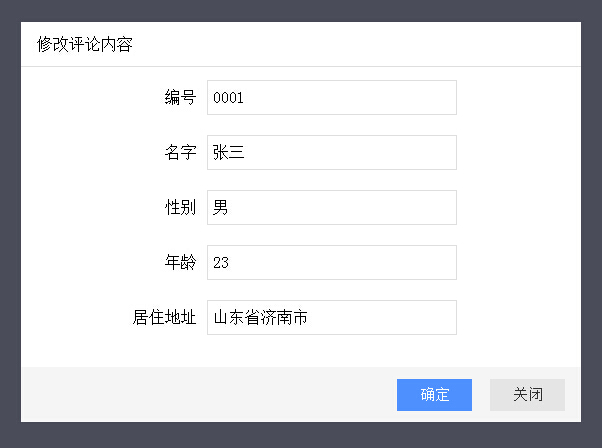 修改评论内容
编号 0001
名字 张三
性别 男
年龄 23
居住地址 山东省济南市
确定 关闭